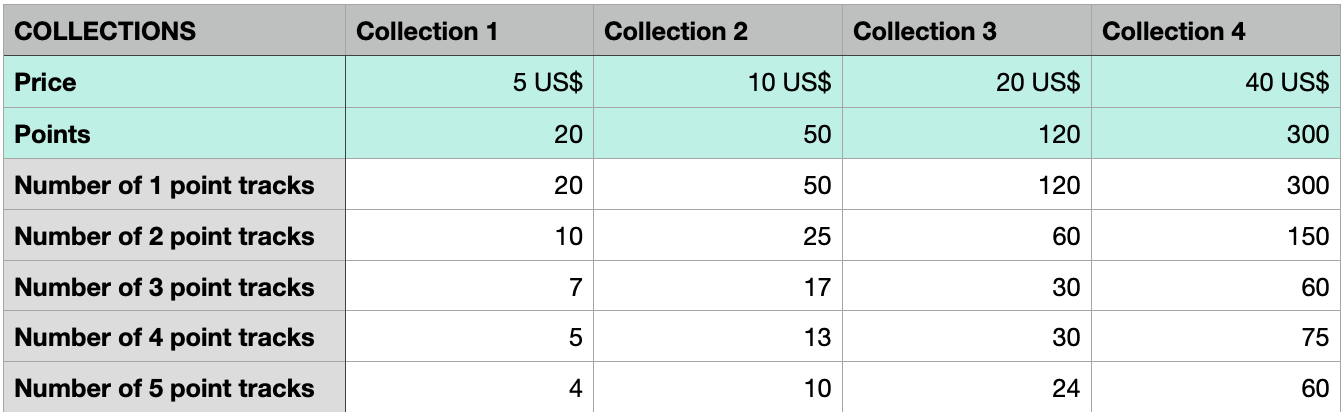 COLLECTIONS Collection 1 Collection 2 Collection 3 Collection 4
Price 5 US$ 10 US$ 20 US$ 40 US$
Points 20 50 120 300
Number of 1 point tracks 20 50 120 300
Number of 2 point tracks 10 25 60 150
Number of 3 point tracks 7 17 30 60
Number of 4 point tracks 5 13 30 75
Number of 5 point tracks 4 10 24 60